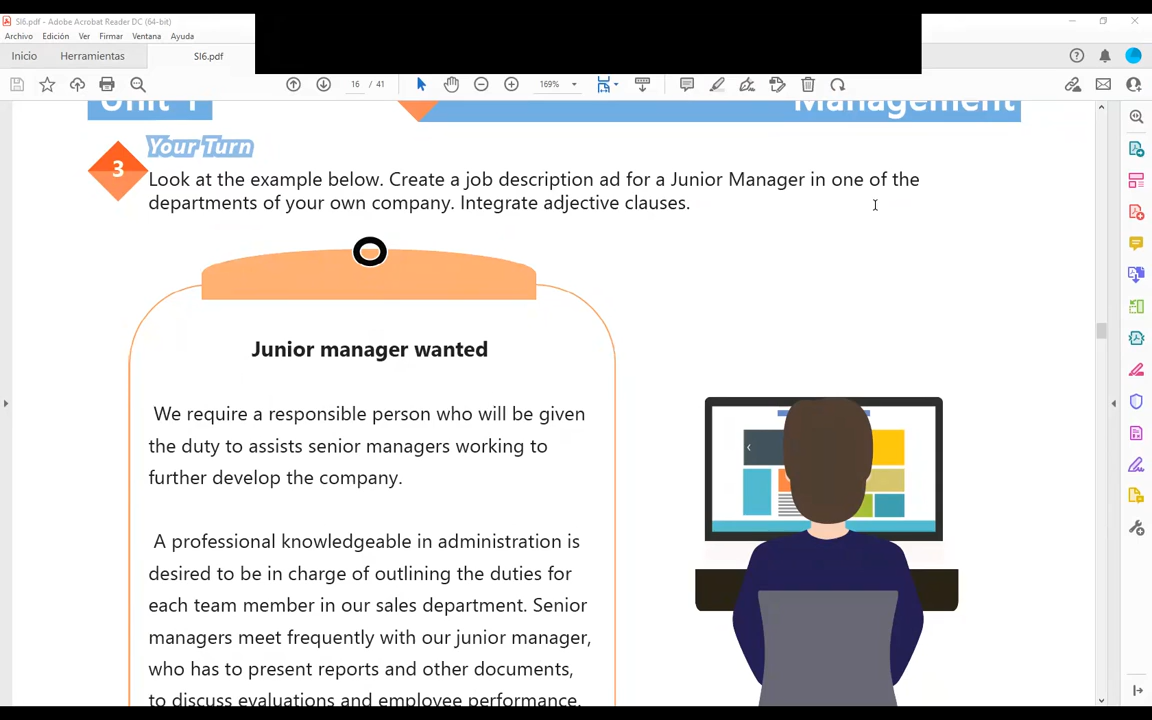 SI6.pdf - Adobe Acrobat Reader DC (64-bit)
Archivo Edición Ver Firmar Ventana Ayuda
Inicio Herramientas SI6.pdf
16 / 41 169%
Unit 1 Management
3
Your Turn
Look at the example below. Create a job description ad for a Junior Manager in one of the
departments of your own company. Integrate adjective clauses.
Junior manager wanted
We require a responsible person who will be given
the duty to assists senior managers working to
further develop the company.
A professional knowledgeable in administration is
desired to be in charge of outlining the duties for
each team member in our sales department. Senior
managers meet frequently with our junior manager,
who has to present reports and other documents,
to discuss evaluations and employee performance.